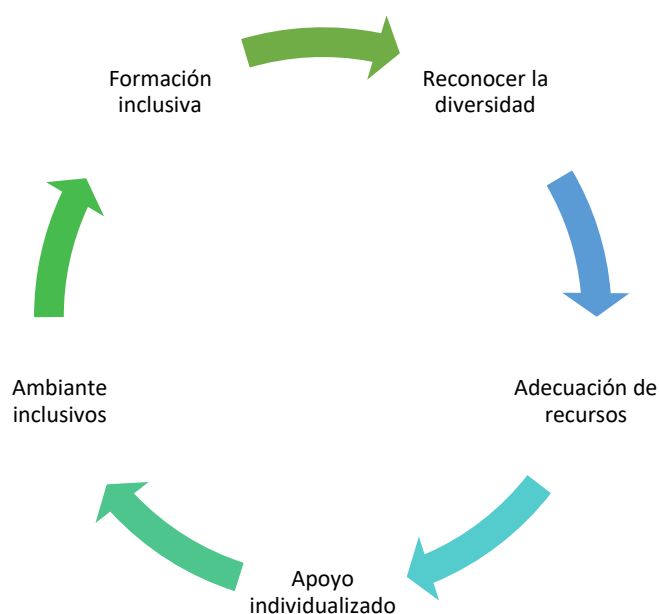 Formación
inclusiva
Reconocer la
diversidad
Adecuación de
recursos
Apoyo
individualizado
Ambiante
inclusivos